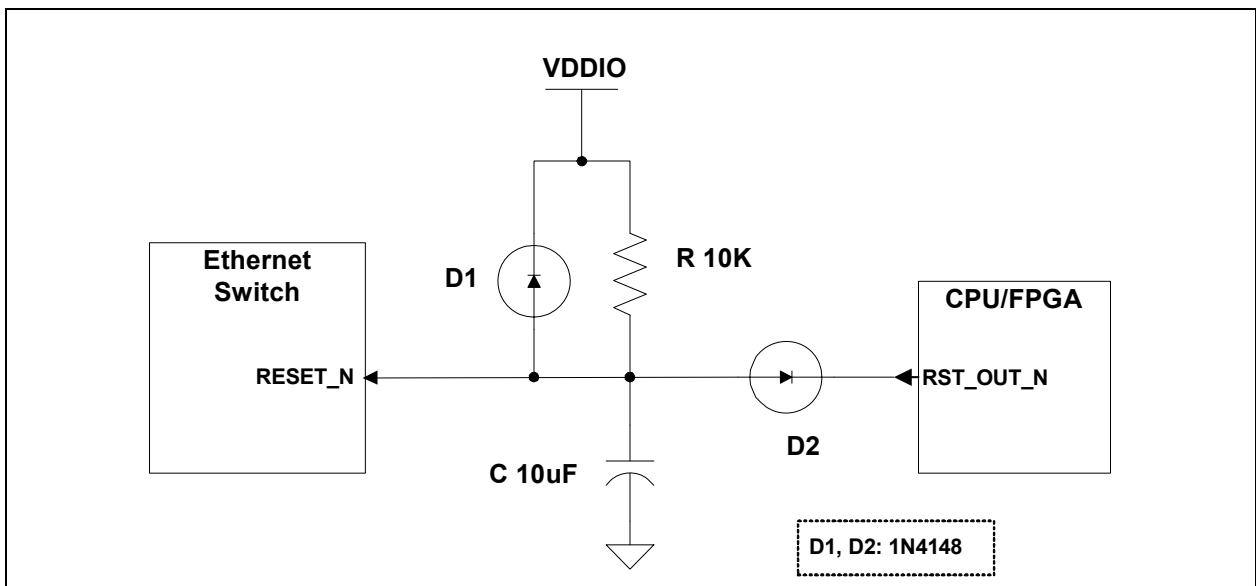 VDDIO
Ethernet
Switch
D1
R 10K
CPU/FPGA
RESET_N
RST_OUT_N
D2
C 10uF
D1, D2: 1N4148